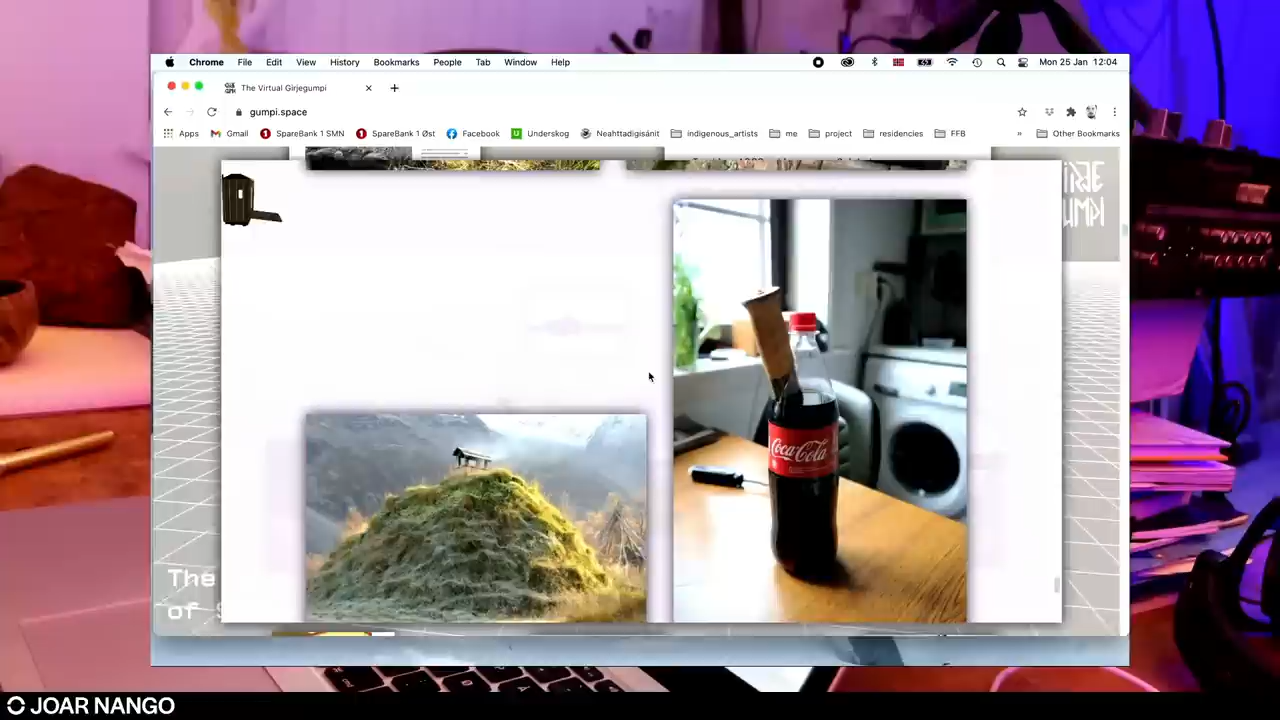 Chrome File Edit View History Bookmarks People Tab Window Help Mon 25 Jan 12:04
The Virtual Girjegumpi
gumpi.space
Apps Gmail SpareBank 1 SMN SpareBank 1 Øst Facebook Underskog Neahttadigisánit indigenous_artists me project residencies FFB » Other Bookmarks
Coca-Cola
The
of
JOAR NANGO